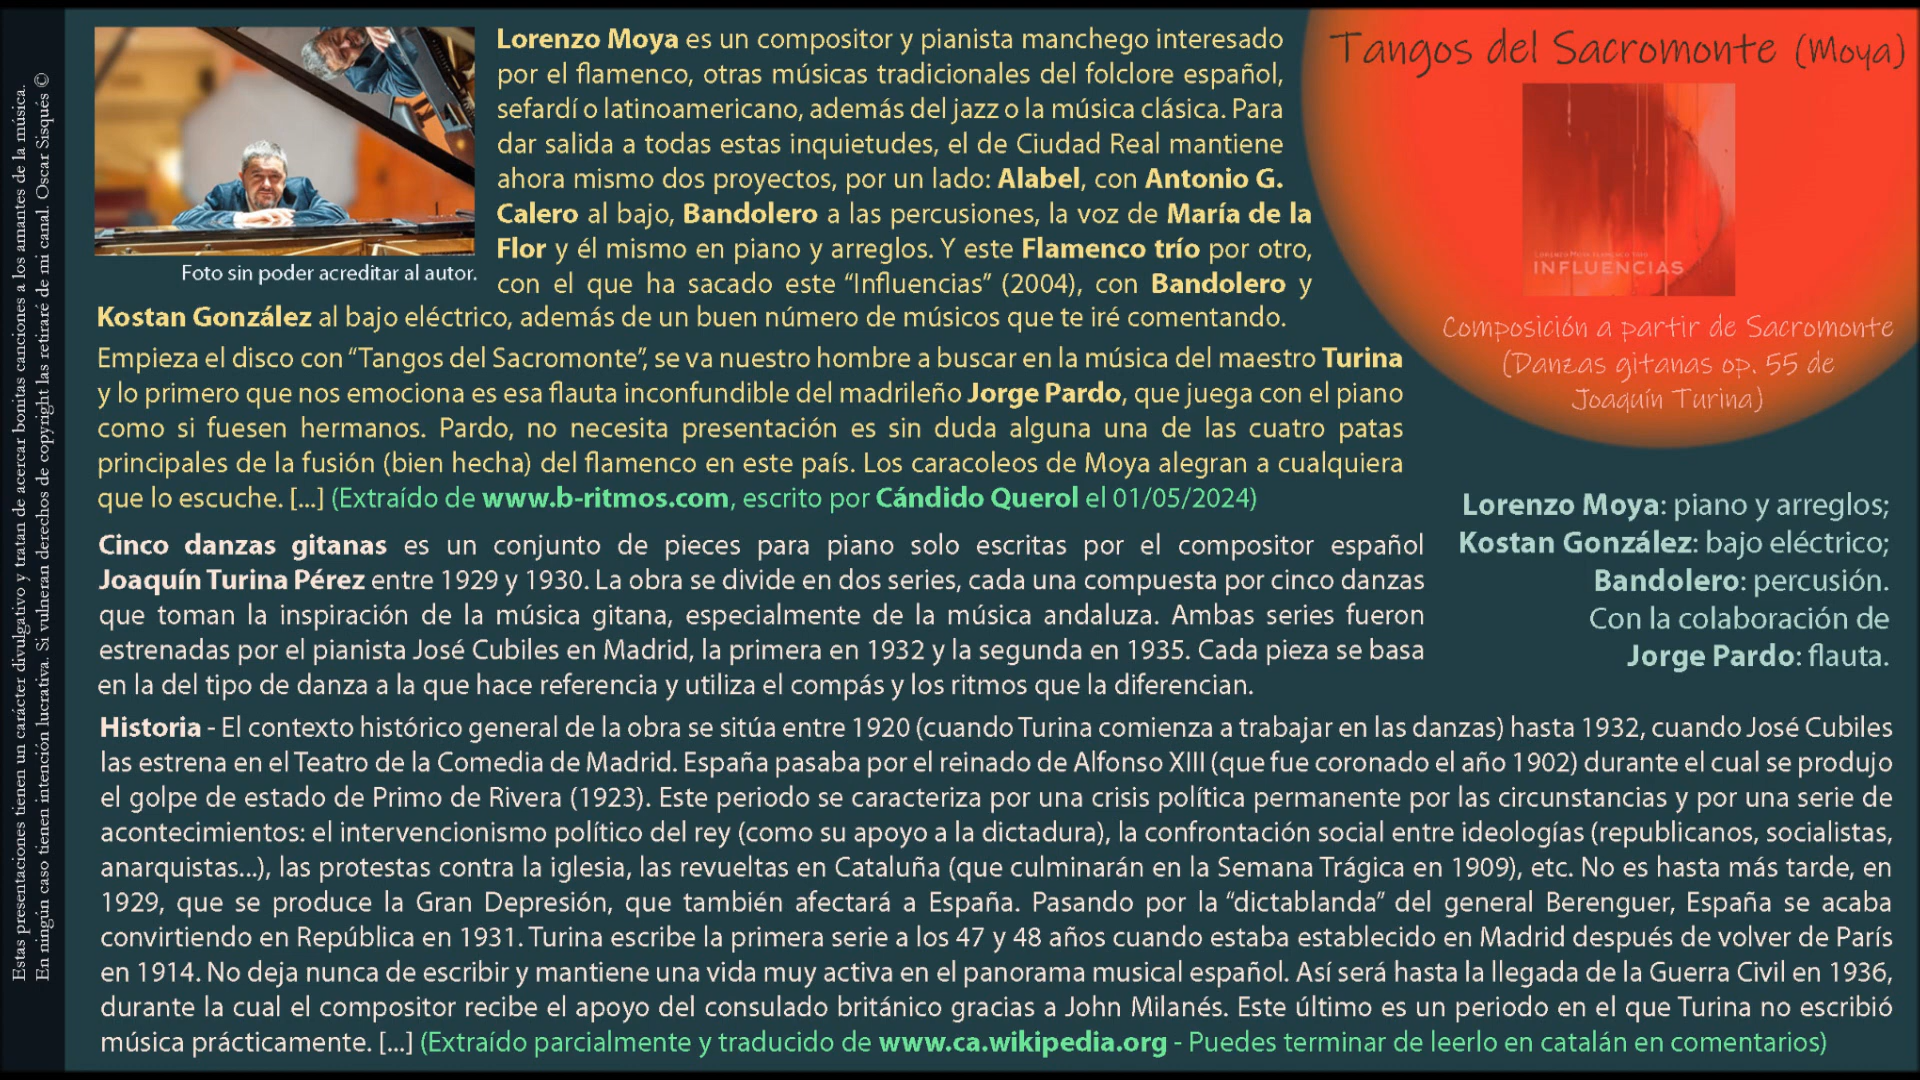 Estas presentaciones tienen un carácter divulgativo y tratan de acercar bonitas canciones a los amantes de la música.
En ningún caso tienen intención lucrativa. Si vulneran derechos de copyright las retiraré de mi canal. Oscar Sisqués ©
Foto sin poder acreditar al autor.
Lorenzo Moya es un compositor y pianista manchego interesado
por el flamenco, otras músicas tradicionales del folclore español,
sefardí o latinoamericano, además del jazz o la música clásica. Para
dar salida a todas estas inquietudes, el de Ciudad Real mantiene
ahora mismo dos proyectos, por un lado: Alabel, con Antonio G.
Calero al bajo, Bandolero a las percusiones, la voz de María de la
Flor y él mismo en piano y arreglos. Y este Flamenco trío por otro,
con el que ha sacado este “Influencias” (2004), con Bandolero y
Kostan González al bajo eléctrico, además de un buen número de músicos que te iré comentando.
Empieza el disco con “Tangos del Sacromonte”, se va nuestro hombre a buscar en la música del maestro Turina
y lo primero que nos emociona es esa flauta inconfundible del madrileño Jorge Pardo, que juega con el piano
como si fuesen hermanos. Pardo, no necesita presentación es sin duda alguna una de las cuatro patas
principales de la fusión (bien hecha) del flamenco en este país. Los caracoleos de Moya alegran a cualquiera
que lo escuche. [...] (Extraído de www.b-ritmos.com, escrito por Cándido Querol el 01/05/2024)
Tangos del Sacromonte (Moya)
LORENZO MOYA FLAMENCO TRIO
INFLUENCIAS
Composición a partir de Sacromonte
(Danzas gitanas op. 55 de
Joaquín Turina)
Lorenzo Moya: piano y arreglos;
Kostan González: bajo eléctrico;
Bandolero: percusión.
Con la colaboración de
Jorge Pardo: flauta.
Cinco danzas gitanas es un conjunto de pieces para piano solo escritas por el compositor español
Joaquín Turina Pérez entre 1929 y 1930. La obra se divide en dos series, cada una compuesta por cinco danzas
que toman la inspiración de la música gitana, especialmente de la música andaluza. Ambas series fueron
estrenadas por el pianista José Cubiles en Madrid, la primera en 1932 y la segunda en 1935. Cada pieza se basa
en la del tipo de danza a la que hace referencia y utiliza el compás y los ritmos que la diferencian.
Historia - El contexto histórico general de la obra se sitúa entre 1920 (cuando Turina comienza a trabajar en las danzas) hasta 1932, cuando José Cubiles
las estrena en el Teatro de la Comedia de Madrid. España pasaba por el reinado de Alfonso XIII (que fue coronado el año 1902) durante el cual se produjo
el golpe de estado de Primo de Rivera (1923). Este periodo se caracteriza por una crisis política permanente por las circunstancias y por una serie de
acontecimientos: el intervencionismo político del rey (como su apoyo a la dictadura), la confrontación social entre ideologías (republicanos, socialistas,
anarquistas...), las protestas contra la iglesia, las revueltas en Cataluña (que culminarán en la Semana Trágica en 1909), etc. No es hasta más tarde, en
1929, que se produce la Gran Depresión, que también afectará a España. Pasando por la “dictablanda” del general Berenguer, España se acaba
convirtiendo en República en 1931. Turina escribe la primera serie a los 47 y 48 años cuando estaba establecido en Madrid después de volver de París
en 1914. No deja nunca de escribir y mantiene una vida muy activa en el panorama musical español. Así será hasta la llegada de la Guerra Civil en 1936,
durante la cual el compositor recibe el apoyo del consulado británico gracias a John Milanés. Este último es un periodo en el que Turina no escribió
música prácticamente. [...] (Extraído parcialmente y traducido de www.ca.wikipedia.org - Puedes terminar de leerlo en catalán en comentarios)